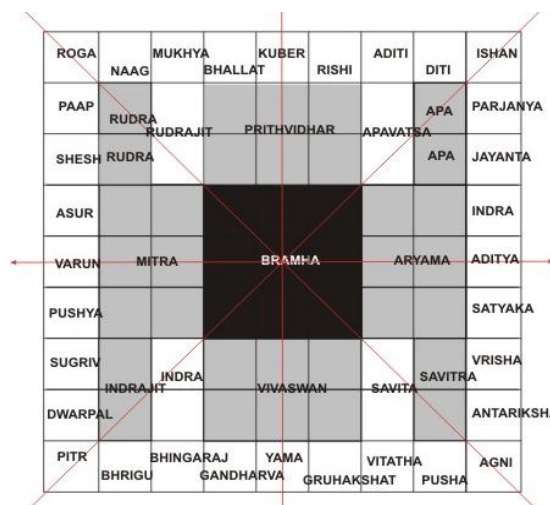 ROGA MUKHYA KUBER ADITI ISHAN
NAAG BHALLAT RISHI DITI
PAAP RUDRA APA PARJANYA
RUDRAJIT PRITHVIDHAR APAVATSA
SHESH RUDRA APA JAYANTA
ASUR INDRA
VARUN MITRA BRAMHA ARYAMA ADITYA
PUSHYA SATYAKA
SUGRIV INDRA SAVITRA VRISHA
INDRAJIT VIVASWAN SAVITA
DWARPAL ANTARIKSHA
PITR BHINGARAJ YAMA VITATHA AGNI
BHRIGU GANDHARVA GRUHAKSHAT PUSHA